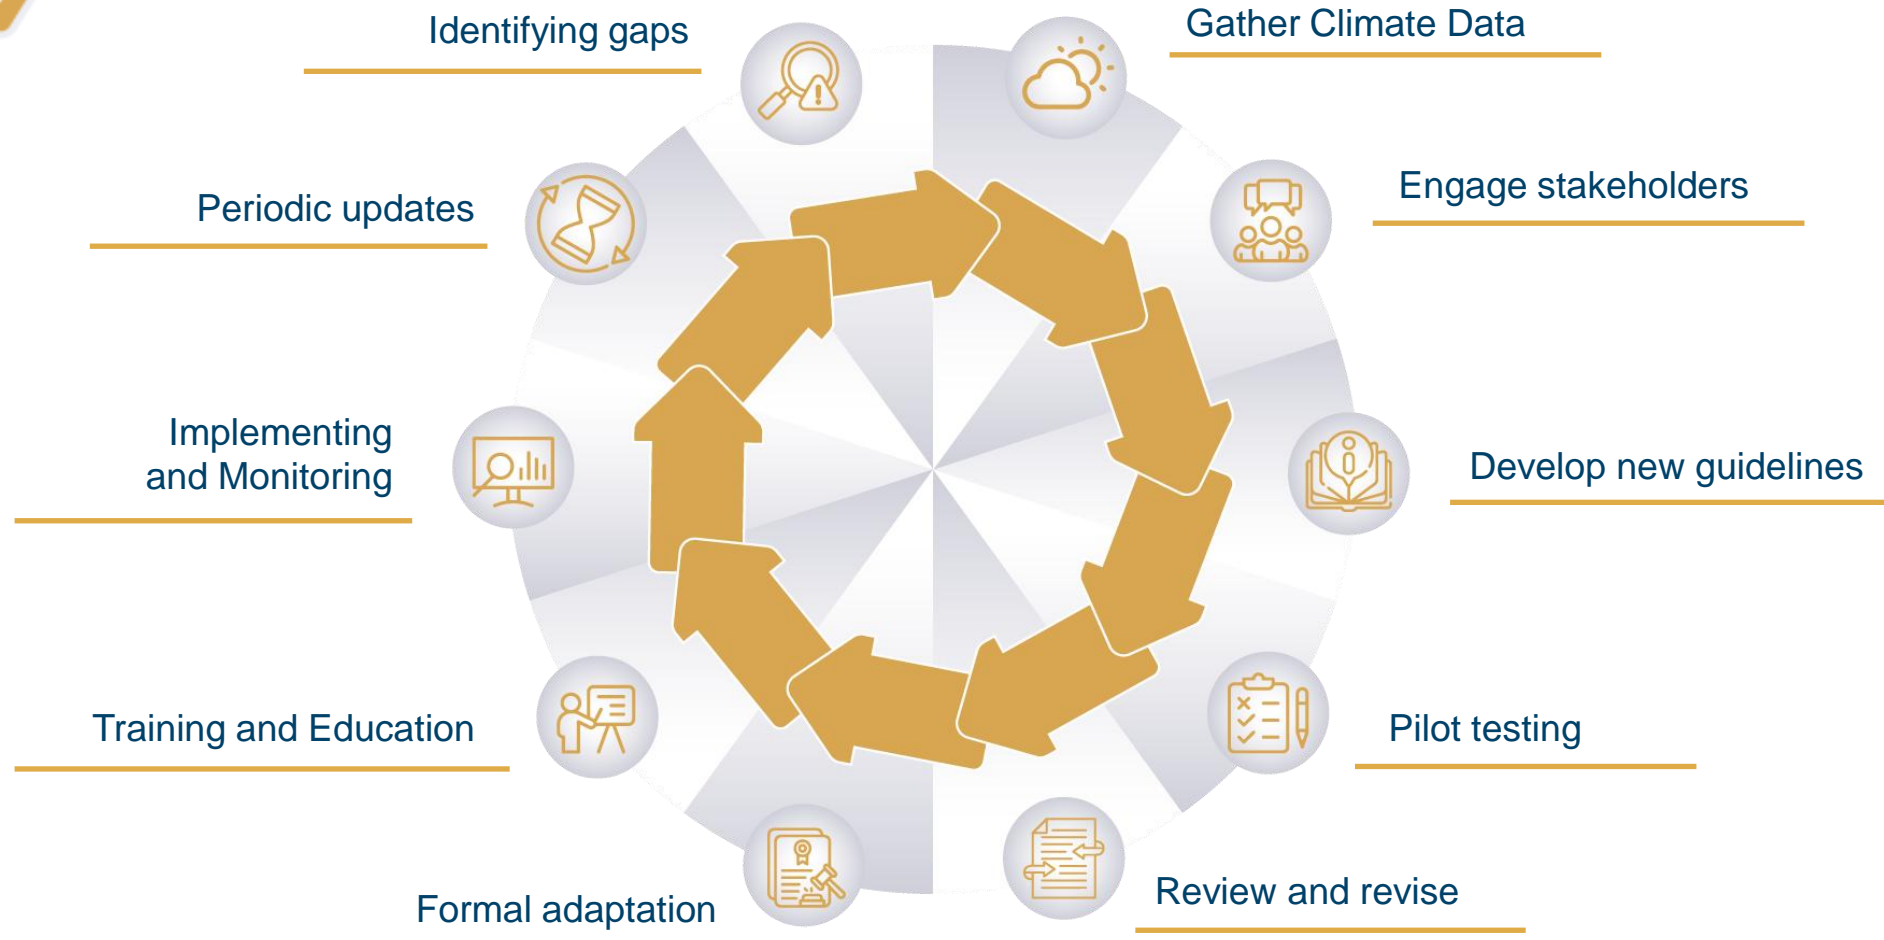 Identifying gaps
Gather Climate Data
Engage stakeholders
Periodic updates
Implementing
and Monitoring
Develop new guidelines
Training and Education
Pilot testing
Formal adaptation
Review and revise